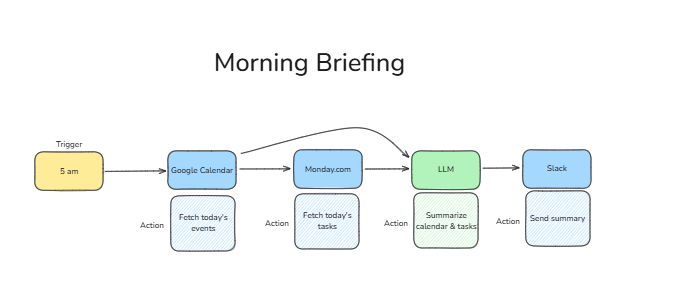 Morning Briefing
Trigger
5 am
Google Calendar
Monday.com
LLM
Slack
Action
Fetch today's
events
Action
Fetch today's
tasks
Action
Summarize
calendar & tasks
Action
Send summary